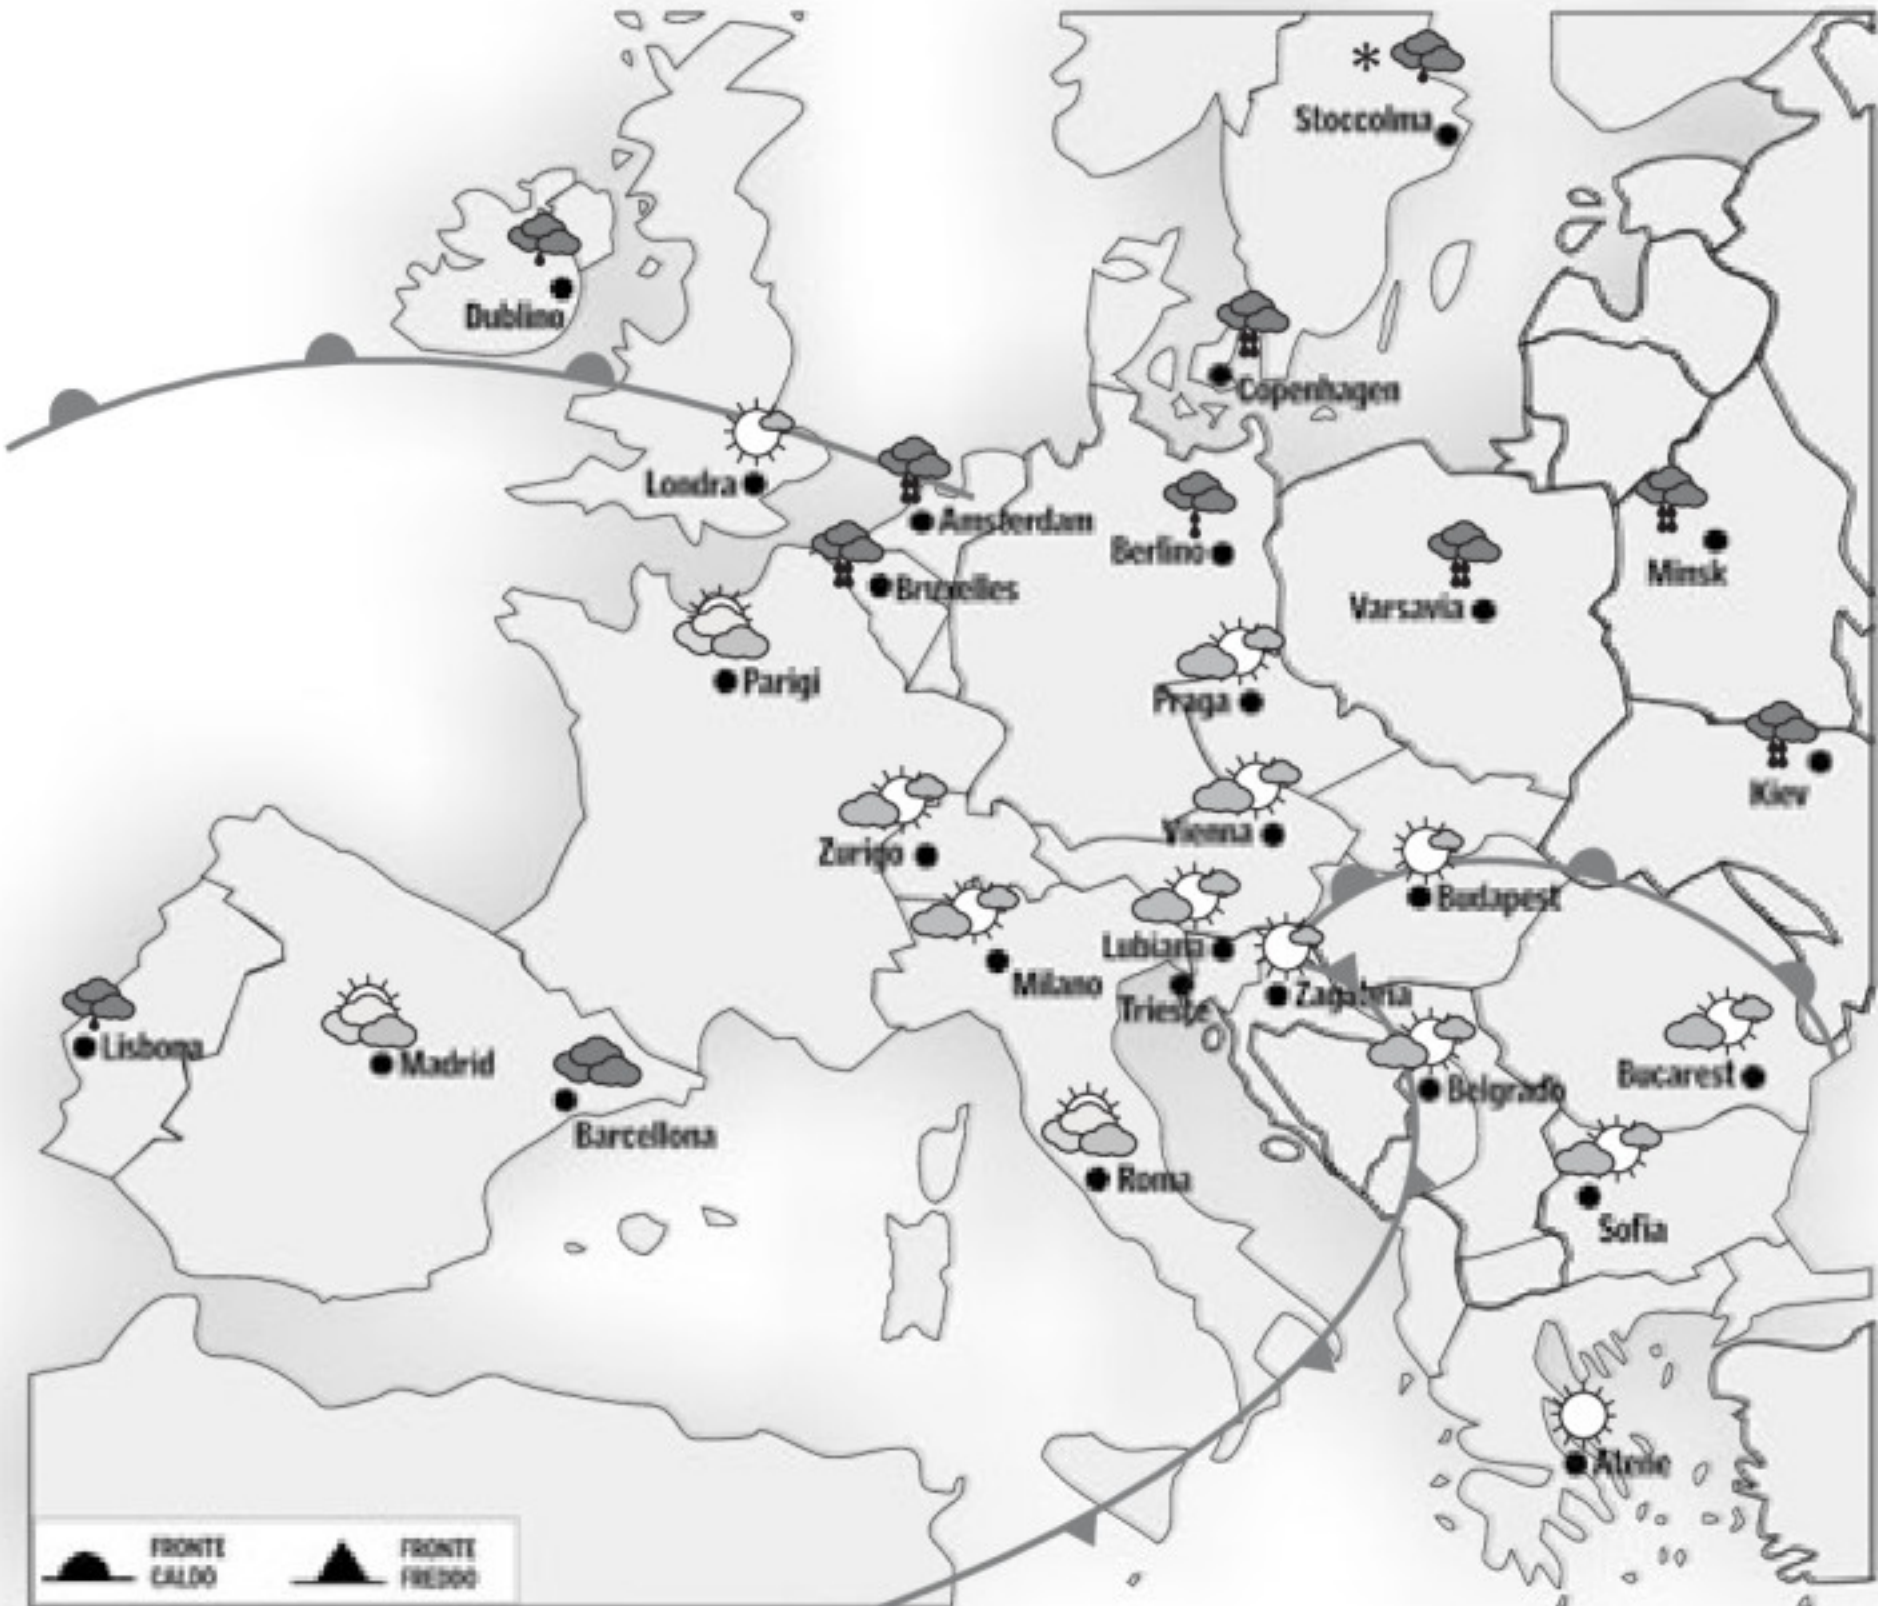 Stoccolma
Dublino
Copenhagen
Londra
Amsterdam
Berlino
Bruxelles
Minsk
Varsavia
Parigi
Praga
Kiev
Vienna
Zurigo
Budapest
Lubiana
Milano
Zagabria
Trieste
Lisbona
Madrid
Belgrado
Bucarest
Barcellona
Roma
Sofia
Atene
FRONTE
CALDO
FRONTE
FREDDO